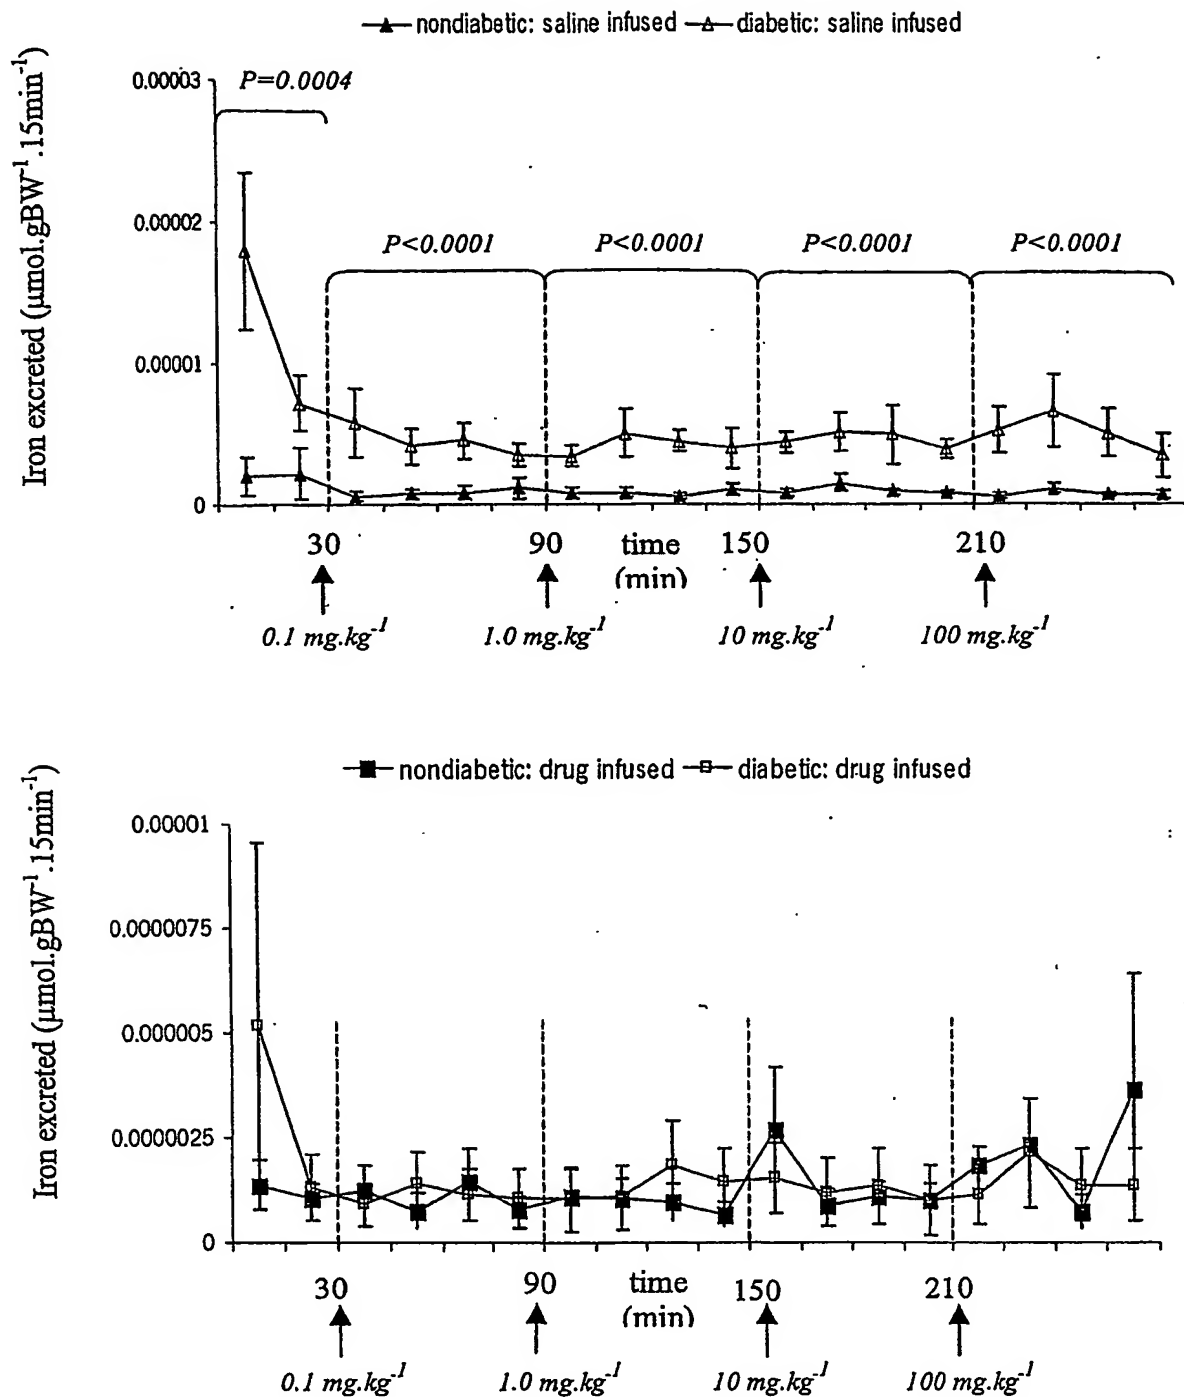 nondiabetic: saline infused diabetic: saline infused
Iron excreted (µmol.gBW⁻¹.15min⁻¹)
0.00003
0.00002
0.00001
0
P=0.0004
P<0.0001 P<0.0001 P<0.0001 P<0.0001
30 90 time 150 210
(min)
0.1 mg.kg⁻¹ 1.0 mg.kg⁻¹ 10 mg.kg⁻¹ 100 mg.kg⁻¹
nondiabetic: drug infused diabetic: drug infused
Iron excreted (µmol.gBW⁻¹.15min⁻¹)
0.00001
0.0000075
0.000005
0.0000025
0
30 90 time 150 210
(min)
0.1 mg.kg⁻¹ 1.0 mg.kg⁻¹ 10 mg.kg⁻¹ 100 mg.kg⁻¹